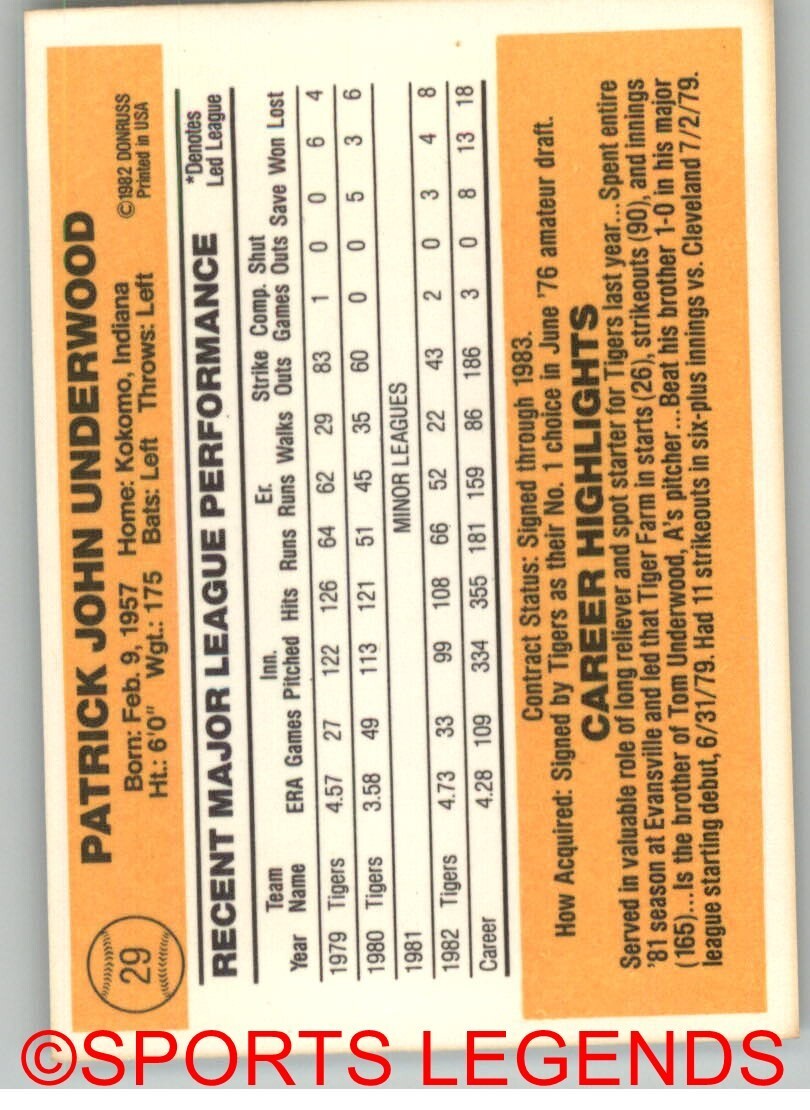 29
PATRICK JOHN UNDERWOOD
Born: Feb. 9, 1957 Home: Kokomo, Indiana
Ht.: 6'0" Wgt.: 175 Bats: Left Throws: Left
©1982 DONRUSS
Printed in USA
RECENT MAJOR LEAGUE PERFORMANCE
*Denotes
Led League
Team Inn. Er. Strike Comp. Shut
Year Name ERA Games Pitched Hits Runs Runs Walks Outs Games Outs Save Won Lost
1979 Tigers 4.57 27 122 126 64 62 29 83 1 0 0 6 4
1980 Tigers 3.58 49 113 121 51 45 35 60 0 0 5 3 6
1981 MINOR LEAGUES
1982 Tigers 4.73 33 99 108 66 52 22 43 2 0 3 4 8
Career 4.28 109 334 355 181 159 86 186 3 0 8 13 18
Contract Status: Signed through 1983.
How Acquired: Signed by Tigers as their No. 1 choice in June '76 amateur draft.
CAREER HIGHLIGHTS
Served in valuable role of long reliever and spot starter for Tigers last year...Spent entire
'81 season at Evansville and led that Tiger Farm in starts (26), strikeouts (90), and innings
(165)...Is the brother of Tom Underwood, A's pitcher...Beat his brother 1-0 in his major
league starting debut, 6/31/79. Had 11 strikeouts in six-plus innings vs. Cleveland 7/2/79.
©SPORTS LEGENDS